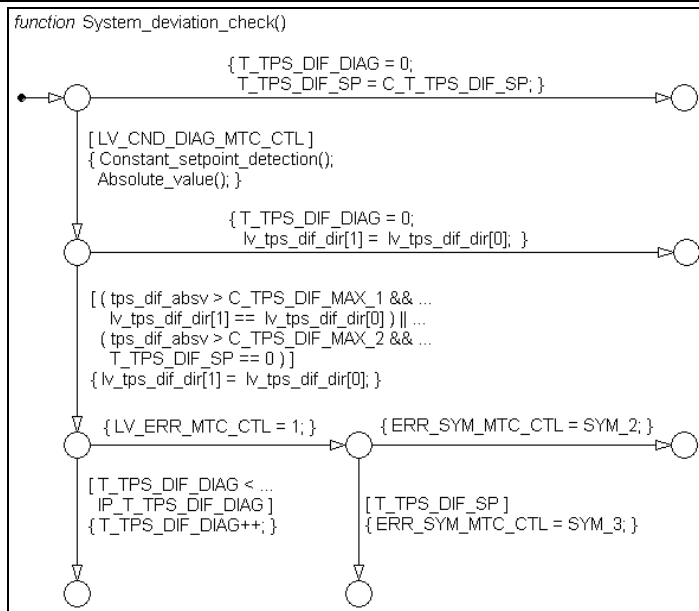 function System_deviation_check()
{ T_TPS_DIF_DIAG = 0;
T_TPS_DIF_SP = C_T_TPS_DIF_SP; }
[ LV_CND_DIAG_MTC_CTL ]
{ Constant_setpoint_detection();
Absolute_value(); }
{ T_TPS_DIF_DIAG = 0;
lv_tps_dif_dir[1] = lv_tps_dif_dir[0]; }
[ ( tps_dif_absv > C_TPS_DIF_MAX_1 && ...
lv_tps_dif_dir[1] == lv_tps_dif_dir[0] ) || ...
( tps_dif_absv > C_TPS_DIF_MAX_2 && ...
T_TPS_DIF_SP == 0 ) ]
{ lv_tps_dif_dir[1] = lv_tps_dif_dir[0]; }
{ LV_ERR_MTC_CTL = 1; }
{ ERR_SYM_MTC_CTL = SYM_2; }
[ T_TPS_DIF_DIAG < ...
IP_T_TPS_DIF_DIAG ]
{ T_TPS_DIF_DIAG++; }
[ T_TPS_DIF_SP ]
{ ERR_SYM_MTC_CTL = SYM_3; }